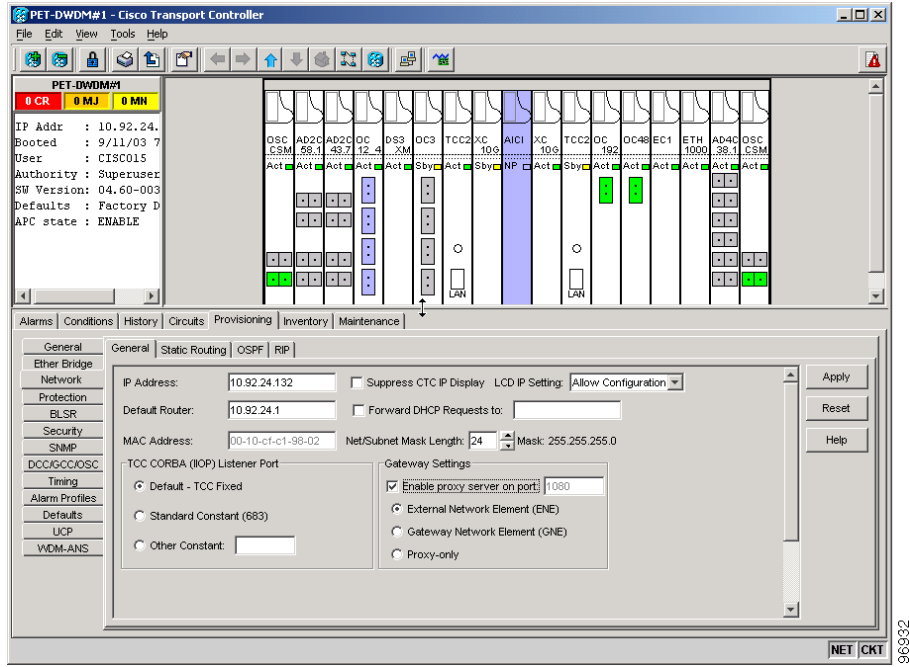 PET-DWDM#1 - Cisco Transport Controller
File Edit View Tools Help
PET-DWDM#1
0 CR 0 MJ 0 MN
IP Addr : 10.92.24.
Booted : 9/11/03 7
User : CISCO15
Authority : Superuser
SW Version: 04.60-003
Defaults : Factory D
APC state : ENABLE
OSC AD2C AD2C OC DS3 OC3 TCC2 XC AICI XC TCC2 OC OC48 EC1 ETH AD4C OSC
CSM 58.1 43.7 12_4 XM 10G 10G 192 1000 38.1 CSM
Act Act Act Act Act Sby Act Sby NP Act Sby Act Act Act Act Act Act
LAN LAN
Alarms Conditions History Circuits Provisioning Inventory Maintenance
General
Ether Bridge
Network
Protection
BLSR
Security
SNMP
DCC/GCC/OSC
Timing
Alarm Profiles
Defaults
UCP
WDM-ANS
General Static Routing OSPF RIP
IP Address: 10.92.24.132 Suppress CTC IP Display LCD IP Setting: Allow Configuration
Default Router: 10.92.24.1 Forward DHCP Requests to:
MAC Address: 00-10-cf-c1-98-02 Net/Subnet Mask Length: 24 Mask: 255.255.255.0
TCC CORBA (IIOP) Listener Port
Default - TCC Fixed
Standard Constant (683)
Other Constant:
Gateway Settings
Enable proxy server on port: 1080
External Network Element (ENE)
Gateway Network Element (GNE)
Proxy-only
Apply
Reset
Help
NET CKT
96932